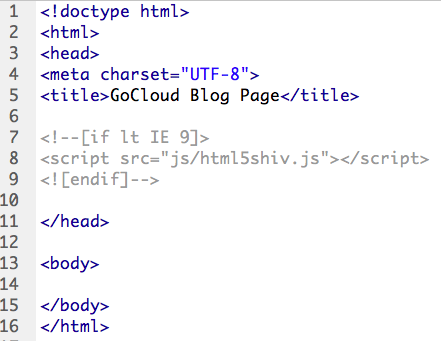 1 <!doctype html>
2 <html>
3 <head>
4 <meta charset="UTF-8">
5 <title>GoCloud Blog Page</title>
6
7 <!--[if lt IE 9]>
8 <script src="js/html5shiv.js"></script>
9 <![endif]-->
10
11 </head>
12
13 <body>
14
15 </body>
16 </html>